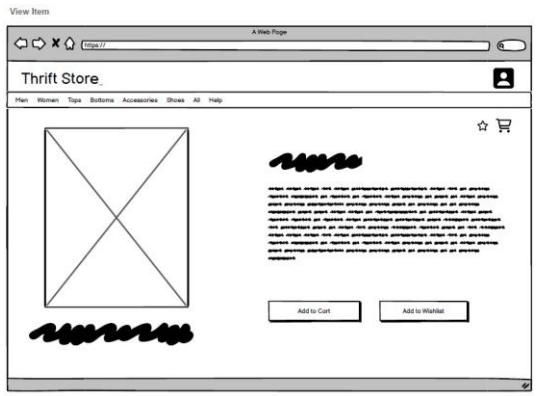 View Item
A Web Page
https://
Thrift Store_
Men Women Tops Bottoms Accessories Shoes All Help
Add to Cart Add to Wishlist